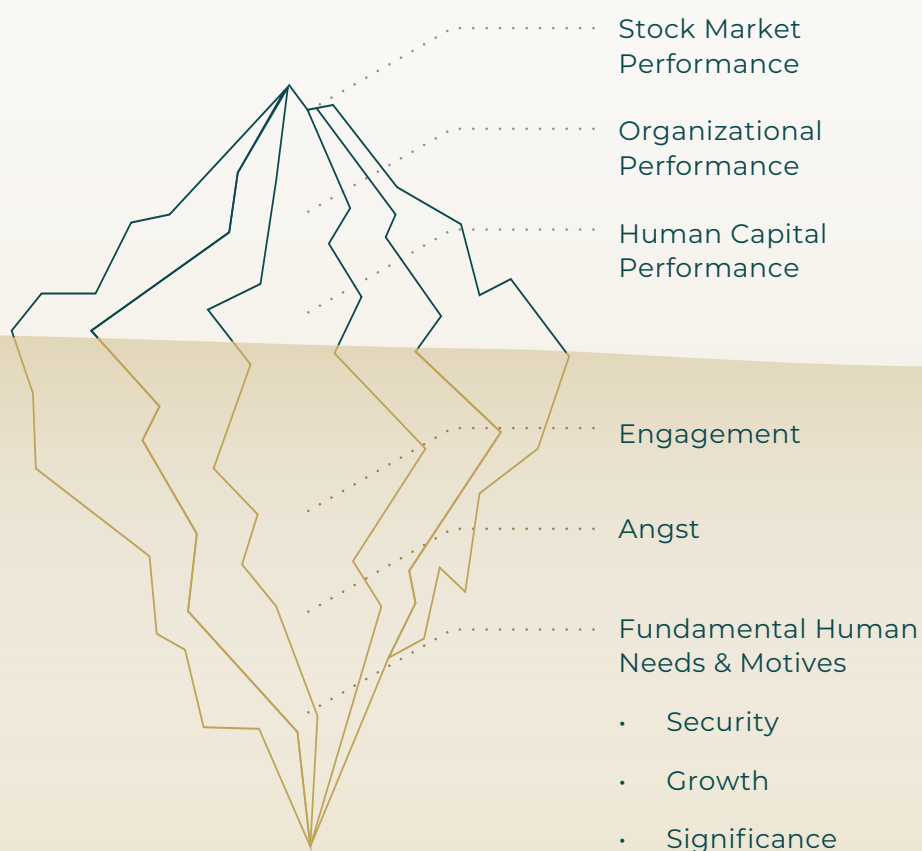 Stock Market
Performance
Organizational
Performance
Human Capital
Performance
Engagement
Angst
Fundamental Human
Needs & Motives
• Security
• Growth
• Significance